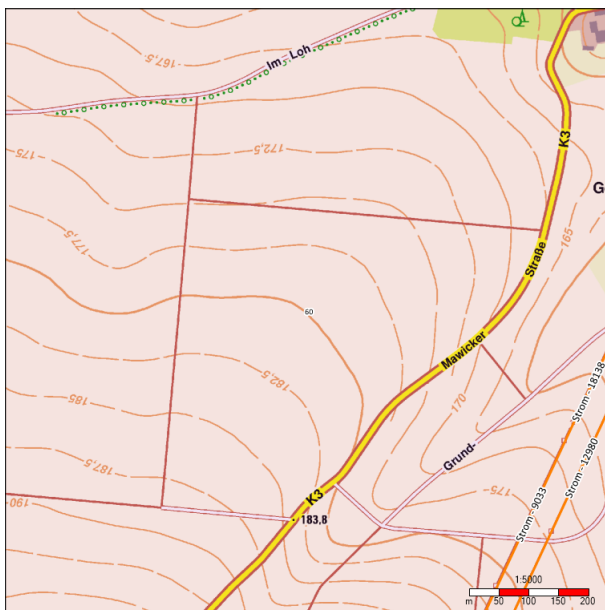 167,5
Im - Loh
K3
172,5
175
G
165
177,5
Straße
60
Mawicker
182,5
185
170
Strom - 18138
Grund-
187,5
175
Strom - 12980
190
K3
183,8
Strom - 9033
1:5000
m 50 100 150 200